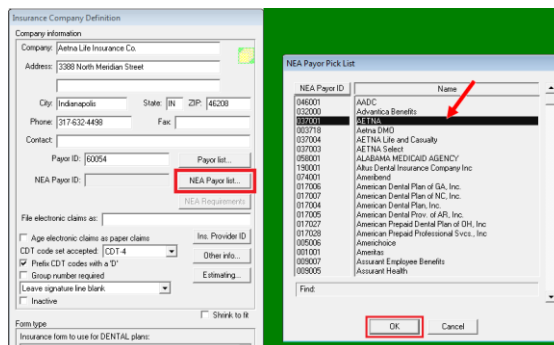 Insurance Company Definition
Company information
Company: Aetna Life Insurance Co.
Address: 3388 North Meridian Street
City: Indianapolis State: IN ZIP: 46208
Phone: 317-632-4498 Fax:
Contact:
Payor ID: 60054 Payor list...
NEA Payor ID: NEA Payor list...
NEA Requirements
File electronic claims as:
Age electronic claims as paper claims Ins. Provider ID
CDT code set accepted: CDT-4 Other info...
Prefix CDT codes with a 'D'
Group number required Estimating...
Leave signature line blank
Inactive
Shrink to fit
Form type
Insurance form to use for DENTAL plans:
NEA Payor Pick List
NEA Payor ID Name
046001 AADC
032000 Advantica Benefits
037001 AETNA
003718 Aetna DMO
037004 AETNA Life and Casualty
037003 AETNA Select
058001 ALABAMA MEDICAID AGENCY
190001 Altus Dental Insurance Company Inc
074001 Ameribend
017006 American Dental Plan of GA, Inc.
017007 American Dental Plan of NC, Inc.
017004 American Dental Plan, Inc.
017005 American Dental Prov. of AR, Inc.
017027 American Prepaid Dental Plan of OH, Inc
017028 American Prepaid Professional Svcs., Inc
005006 Americhoice
001001 Ameritas
009007 Assurant Employee Benefits
009005 Assurant Health
Find:
OK Cancel